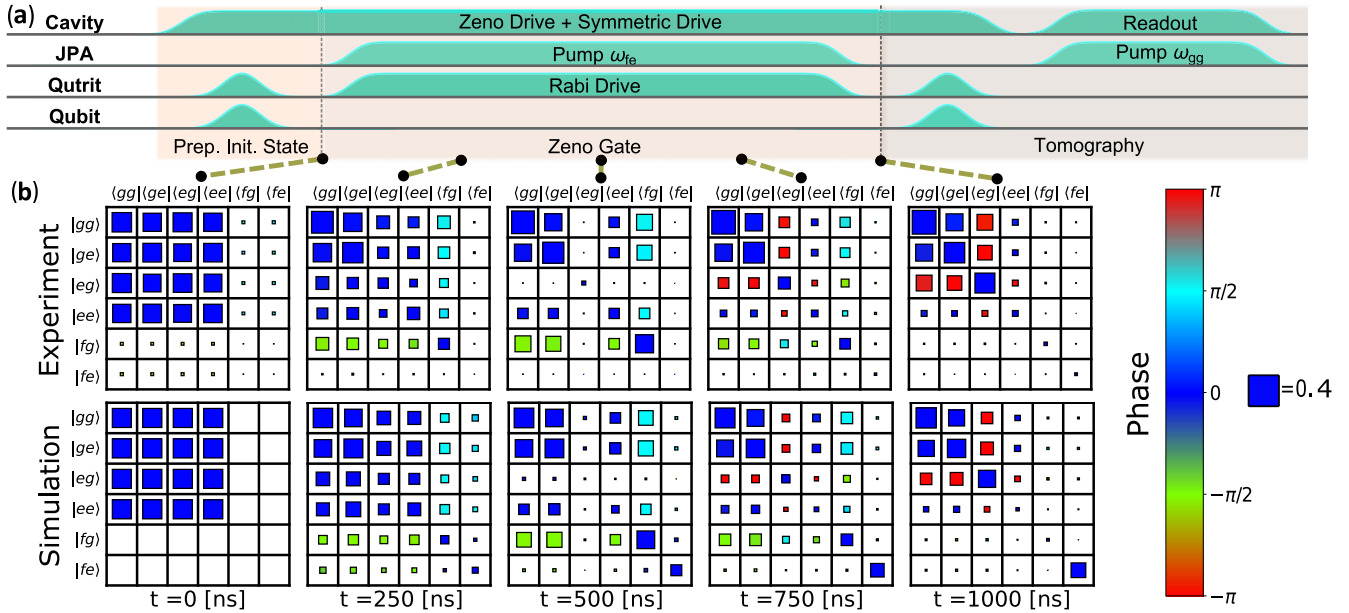 (a)
Cavity
Zeno Drive + Symmetric Drive
Readout
JPA
Pump ω_fe
Pump ω_gg
Qutrit
Rabi Drive
Qubit
Prep. Init. State
Zeno Gate
Tomography
(b)
⟨gg| ⟨ge| ⟨eg| ⟨ee| ⟨fg| ⟨fe|
⟨gg| ⟨ge| ⟨eg| ⟨ee| ⟨fg| ⟨fe|
⟨gg| ⟨ge| ⟨eg| ⟨ee| ⟨fg| ⟨fe|
⟨gg| ⟨ge| ⟨eg| ⟨ee| ⟨fg| ⟨fe|
⟨gg| ⟨ge| ⟨eg| ⟨ee| ⟨fg| ⟨fe|
Experiment
|gg⟩
|ge⟩
|eg⟩
|ee⟩
|fg⟩
|fe⟩
Simulation
|gg⟩
|ge⟩
|eg⟩
|ee⟩
|fg⟩
|fe⟩
t =0 [ns]
t =250 [ns]
t =500 [ns]
t =750 [ns]
t =1000 [ns]
Phase
π
π/2
0
−π/2
−π
=0.4